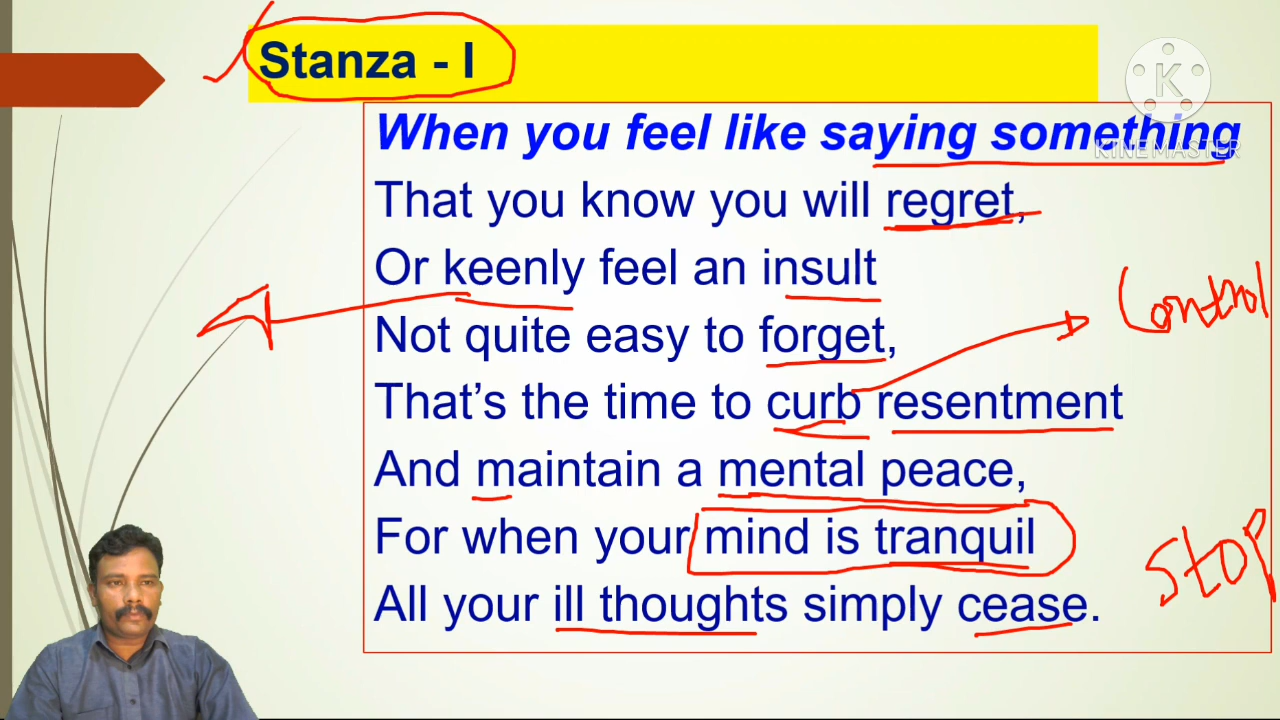 Stanza - I
When you feel like saying something
K
KINEMASTER
That you know you will regret,
Or keenly feel an insult
Control
Not quite easy to forget,
That’s the time to curb resentment
And maintain a mental peace,
For when your mind is tranquil
Stop
All your ill thoughts simply cease.